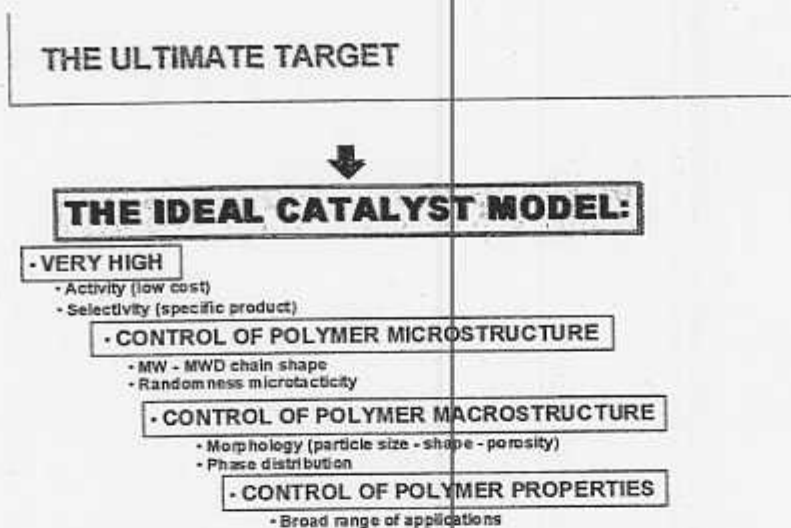 THE ULTIMATE TARGET
THE IDEAL CATALYST MODEL:
- VERY HIGH
• Activity (low cost)
• Selectivity (specific product)
- CONTROL OF POLYMER MICROSTRUCTURE
• MW - MWD chain shape
• Randomness microtacticity
- CONTROL OF POLYMER MACROSTRUCTURE
• Morphology (particle size - shape - porosity)
• Phase distribution
- CONTROL OF POLYMER PROPERTIES
• Broad range of applications